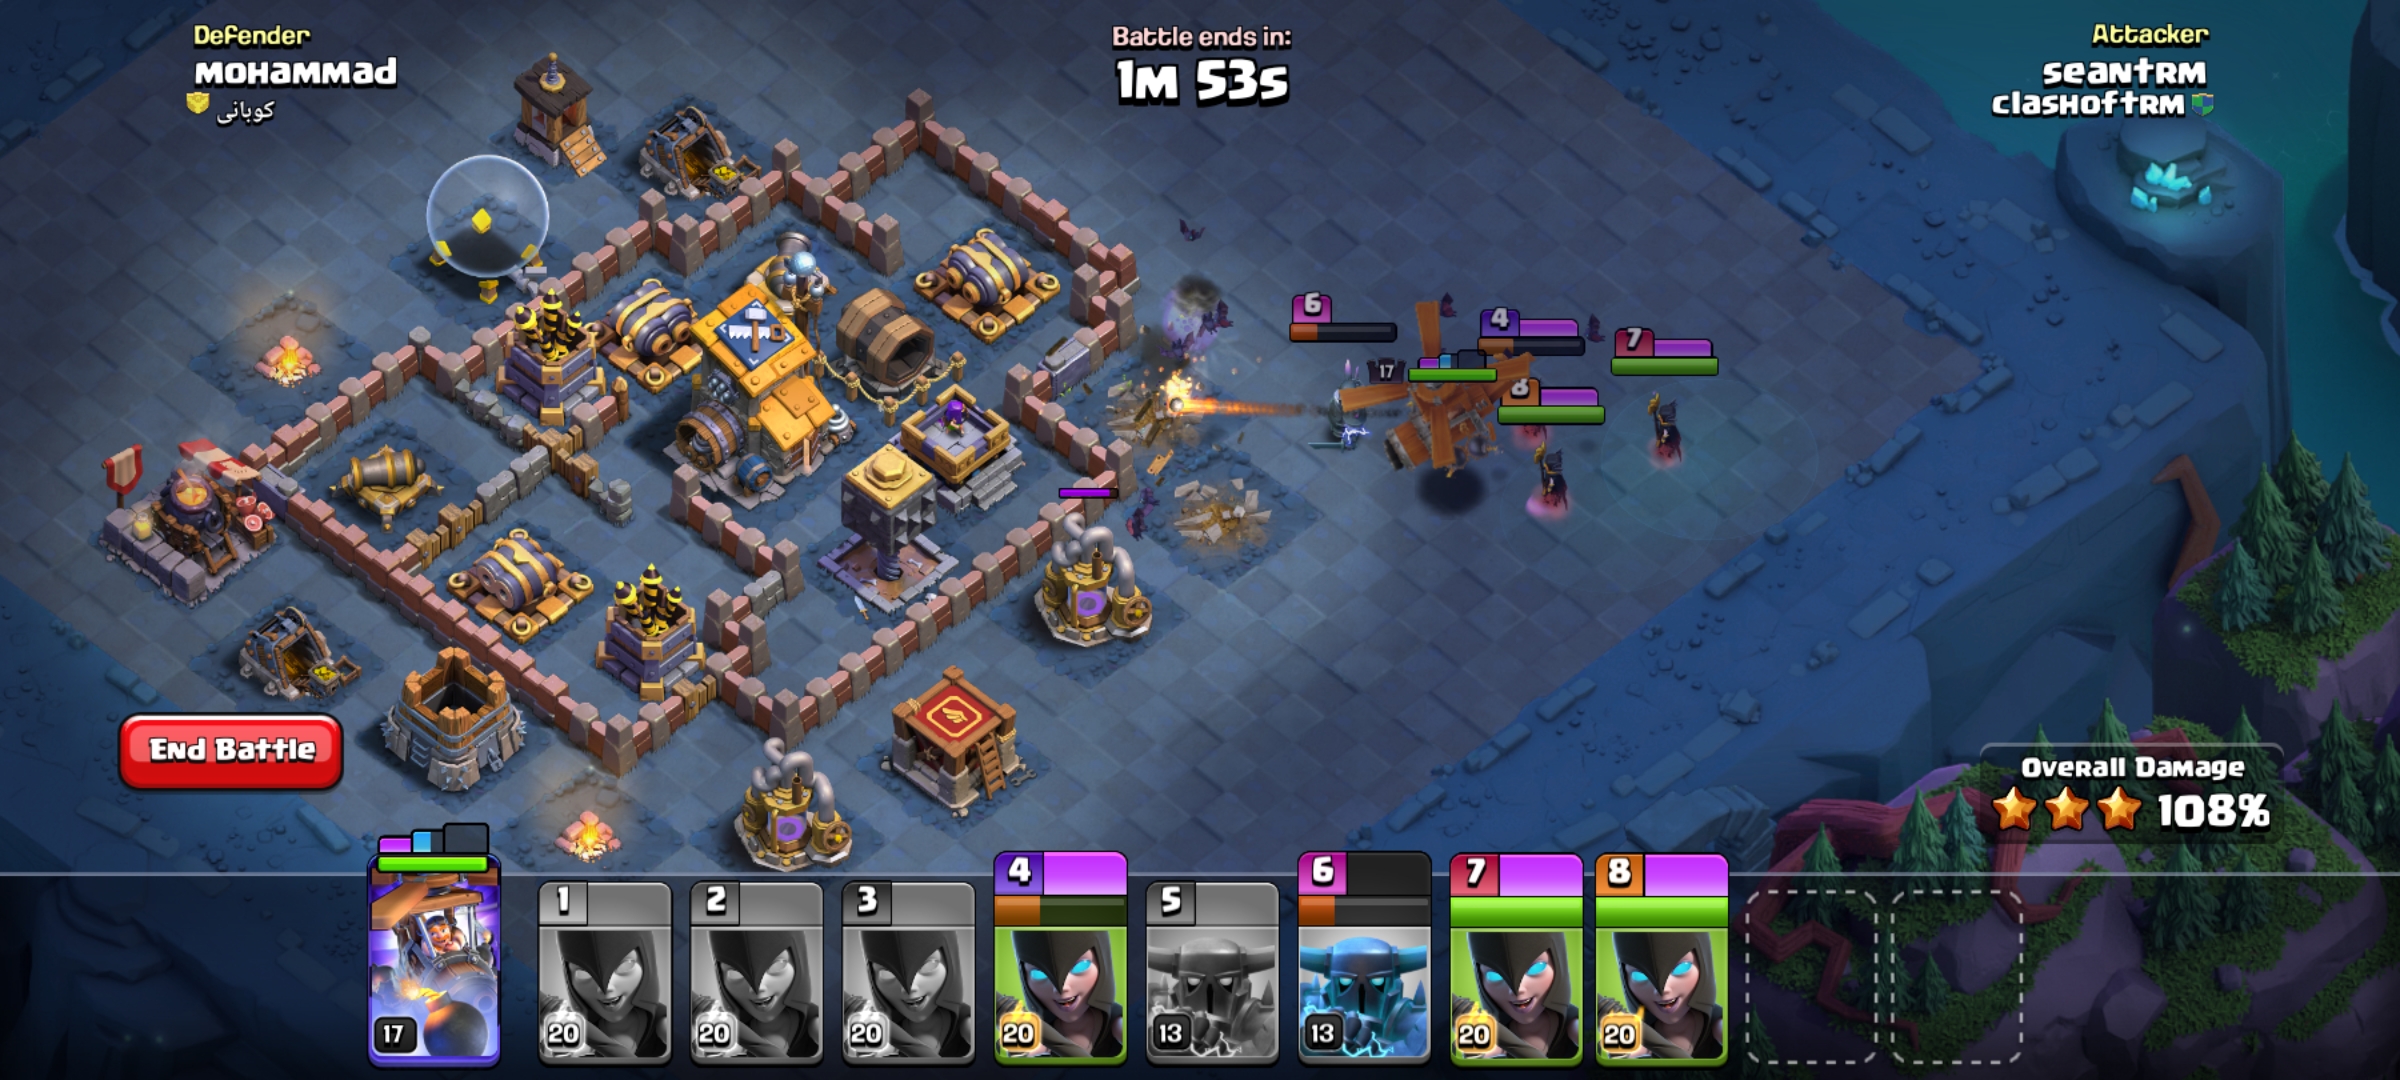 Defender
mohammad
کوبانی
Battle ends in:
1m 53s
Attacker
seantrm
clashoftrm
6
4
7
17
8
End Battle
Overall Damage
108%
1
2
3
4
5
6
7
8
17
20
20
20
20
13
13
20
20